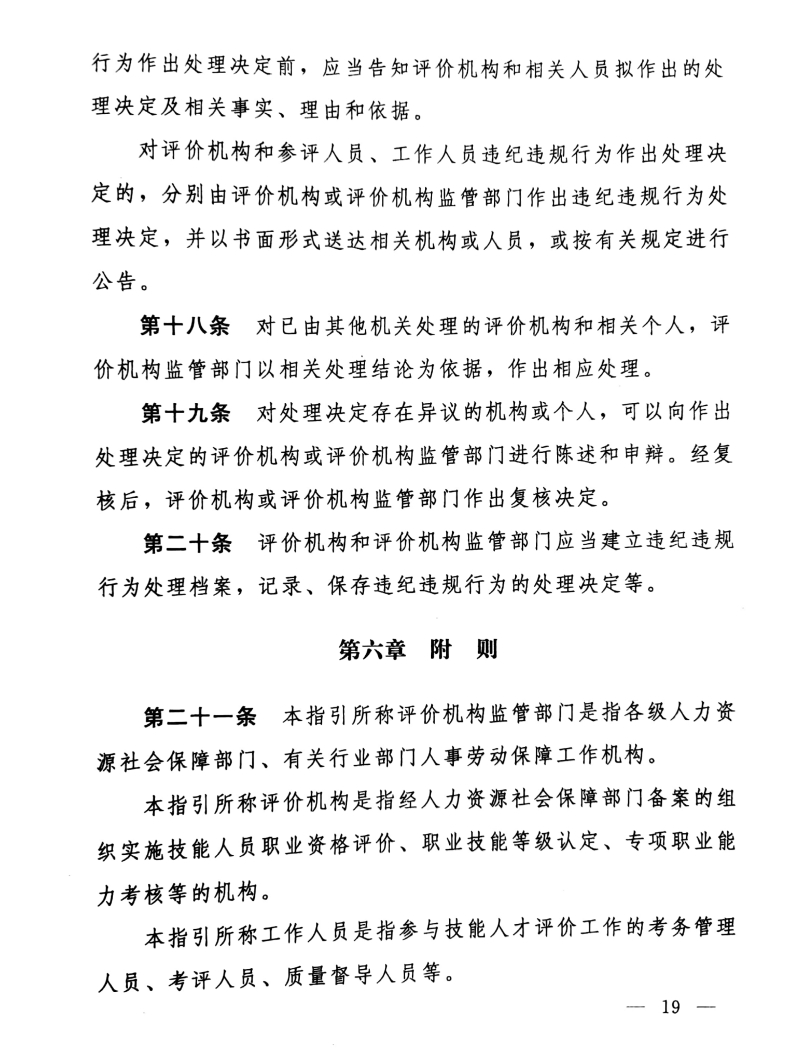 行为作出处理决定前，应当告知评价机构和相关人员拟作出的处
理决定及相关事实、理由和依据。
对评价机构和参评人员、工作人员违纪违规行为作出处理决
定的，分别由评价机构或评价机构监管部门作出违纪违规行为处
理决定，并以书面形式送达相关机构或人员，或按有关规定进行
公告。
第十八条 对已由其他机关处理的评价机构和相关个人，评
价机构监管部门以相关处理结论为依据，作出相应处理。
第十九条 对处理决定存在异议的机构或个人，可以向作出
处理决定的评价机构或评价机构监管部门进行陈述和申辩。经复
核后，评价机构或评价机构监管部门作出复核决定。
第二十条 评价机构和评价机构监管部门应当建立违纪违规
行为处理档案，记录、保存违纪违规行为的处理决定等。
第六章 附 则
第二十一条 本指引所称评价机构监管部门是指各级人力资
源社会保障部门、有关行业部门人事劳动保障工作机构。
本指引所称评价机构是指经人力资源社会保障部门备案的组
织实施技能人员职业资格评价、职业技能等级认定、专项职业能
力考核等的机构。
本指引所称工作人员是指参与技能人才评价工作的考务管理
人员、考评人员、质量督导人员等。
— 19 —